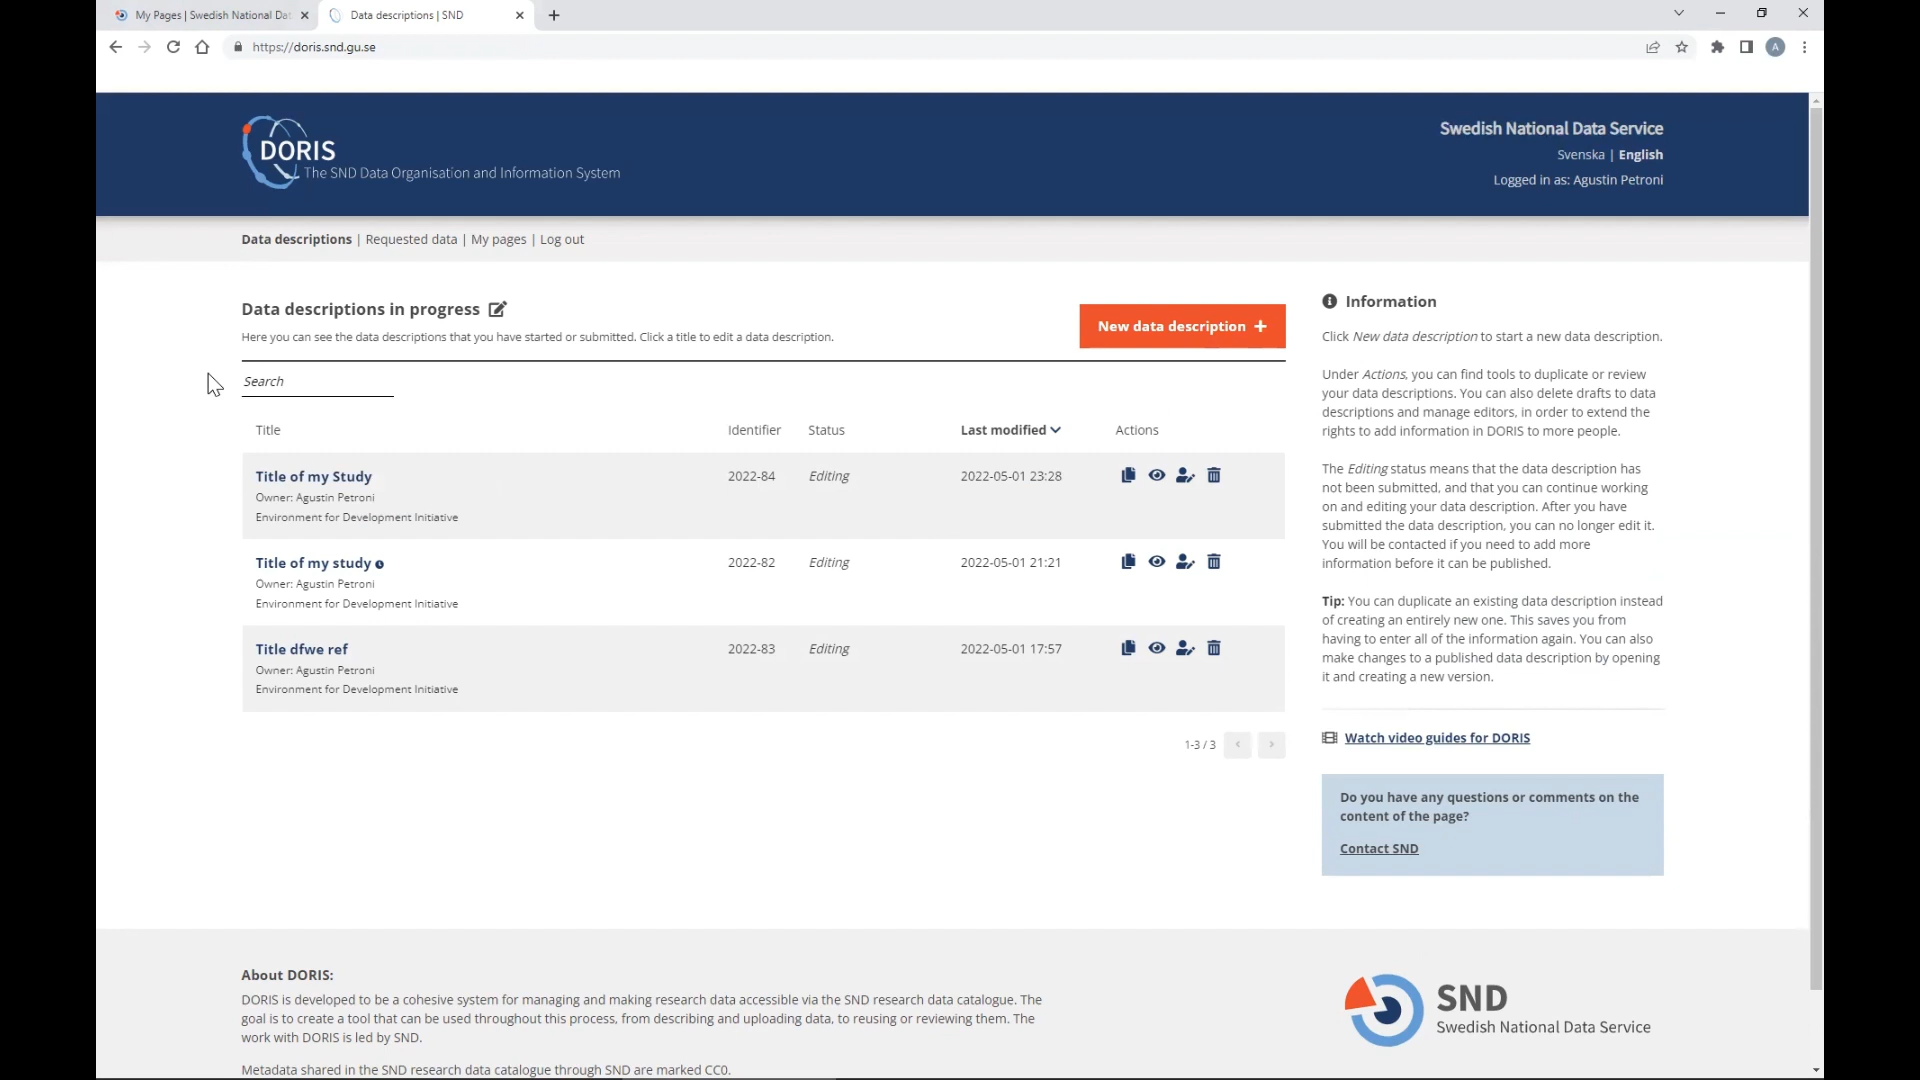 My Pages | Swedish National Dat
Data descriptions | SND
https://doris.snd.gu.se
A
DORIS
The SND Data Organisation and Information System
Swedish National Data Service
Svenska | English
Logged in as: Agustin Petroni
Data descriptions | Requested data | My pages | Log out
Data descriptions in progress
Here you can see the data descriptions that you have started or submitted. Click a title to edit a data description.
New data description +
Search
Title Identifier Status Last modified Actions
Title of my Study 2022-84 Editing 2022-05-01 23:28
Owner: Agustin Petroni
Environment for Development Initiative
Title of my study 2022-82 Editing 2022-05-01 21:21
Owner: Agustin Petroni
Environment for Development Initiative
Title dfwe ref 2022-83 Editing 2022-05-01 17:57
Owner: Agustin Petroni
Environment for Development Initiative
1-3 / 3
Information
Click New data description to start a new data description.
Under Actions, you can find tools to duplicate or review
your data descriptions. You can also delete drafts to data
descriptions and manage editors, in order to extend the
rights to add information in DORIS to more people.
The Editing status means that the data description has
not been submitted, and that you can continue working
on and editing your data description. After you have
submitted the data description, you can no longer edit it.
You will be contacted if you need to add more
information before it can be published.
Tip: You can duplicate an existing data description instead
of creating an entirely new one. This saves you from
having to enter all of the information again. You can also
make changes to a published data description by opening
it and creating a new version.
Watch video guides for DORIS
Do you have any questions or comments on the
content of the page?
Contact SND
About DORIS:
DORIS is developed to be a cohesive system for managing and making research data accessible via the SND research data catalogue. The
goal is to create a tool that can be used throughout this process, from describing and uploading data, to reusing or reviewing them. The
work with DORIS is led by SND.
Metadata shared in the SND research data catalogue through SND are marked CC0.
SND
Swedish National Data Service